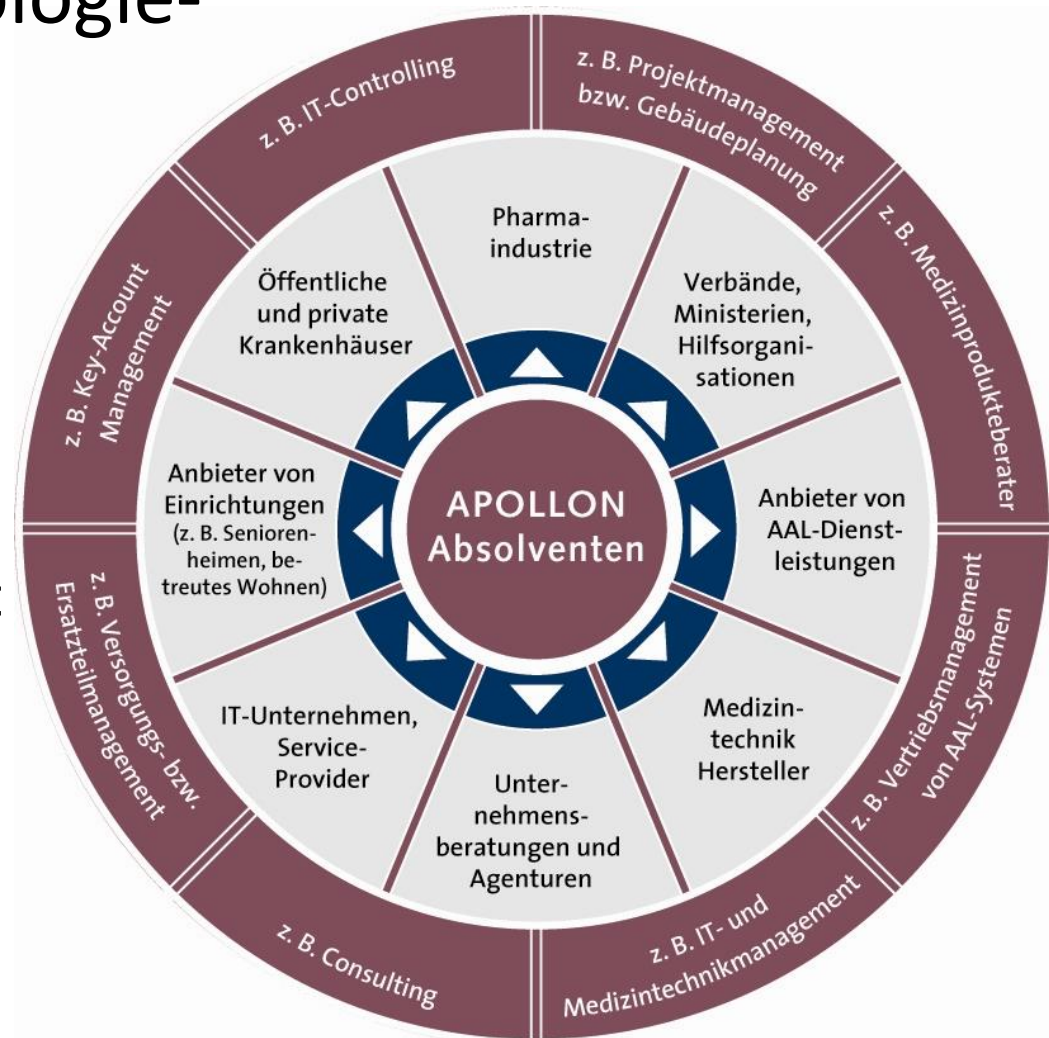 ologie-
z. B. IT-Controlling
z. B. Projektmanagement
bzw. Gebäudeplanung
z. B. Medizinprodukteberater
z. B. Vertriebsmanagement
von AAL-Systemen
z. B. IT- und
Medizintechnikmanagement
z. B. Consulting
z. B. Versorgungs- bzw.
Ersatzteilmanagement
z. B. Key-Account
Management
Pharma-
industrie
Verbände,
Ministerien,
Hilfsorgani-
sationen
Anbieter von
AAL-Dienst-
leistungen
Medizin-
technik
Hersteller
Unter-
nehmens-
beratungen und
Agenturen
IT-Unternehmen,
Service-
Provider
Anbieter von
Einrichtungen
(z. B. Senioren-
heimen, be-
treutes Wohnen)
Öffentliche
und private
Krankenhäuser
APOLLON
Absolventen